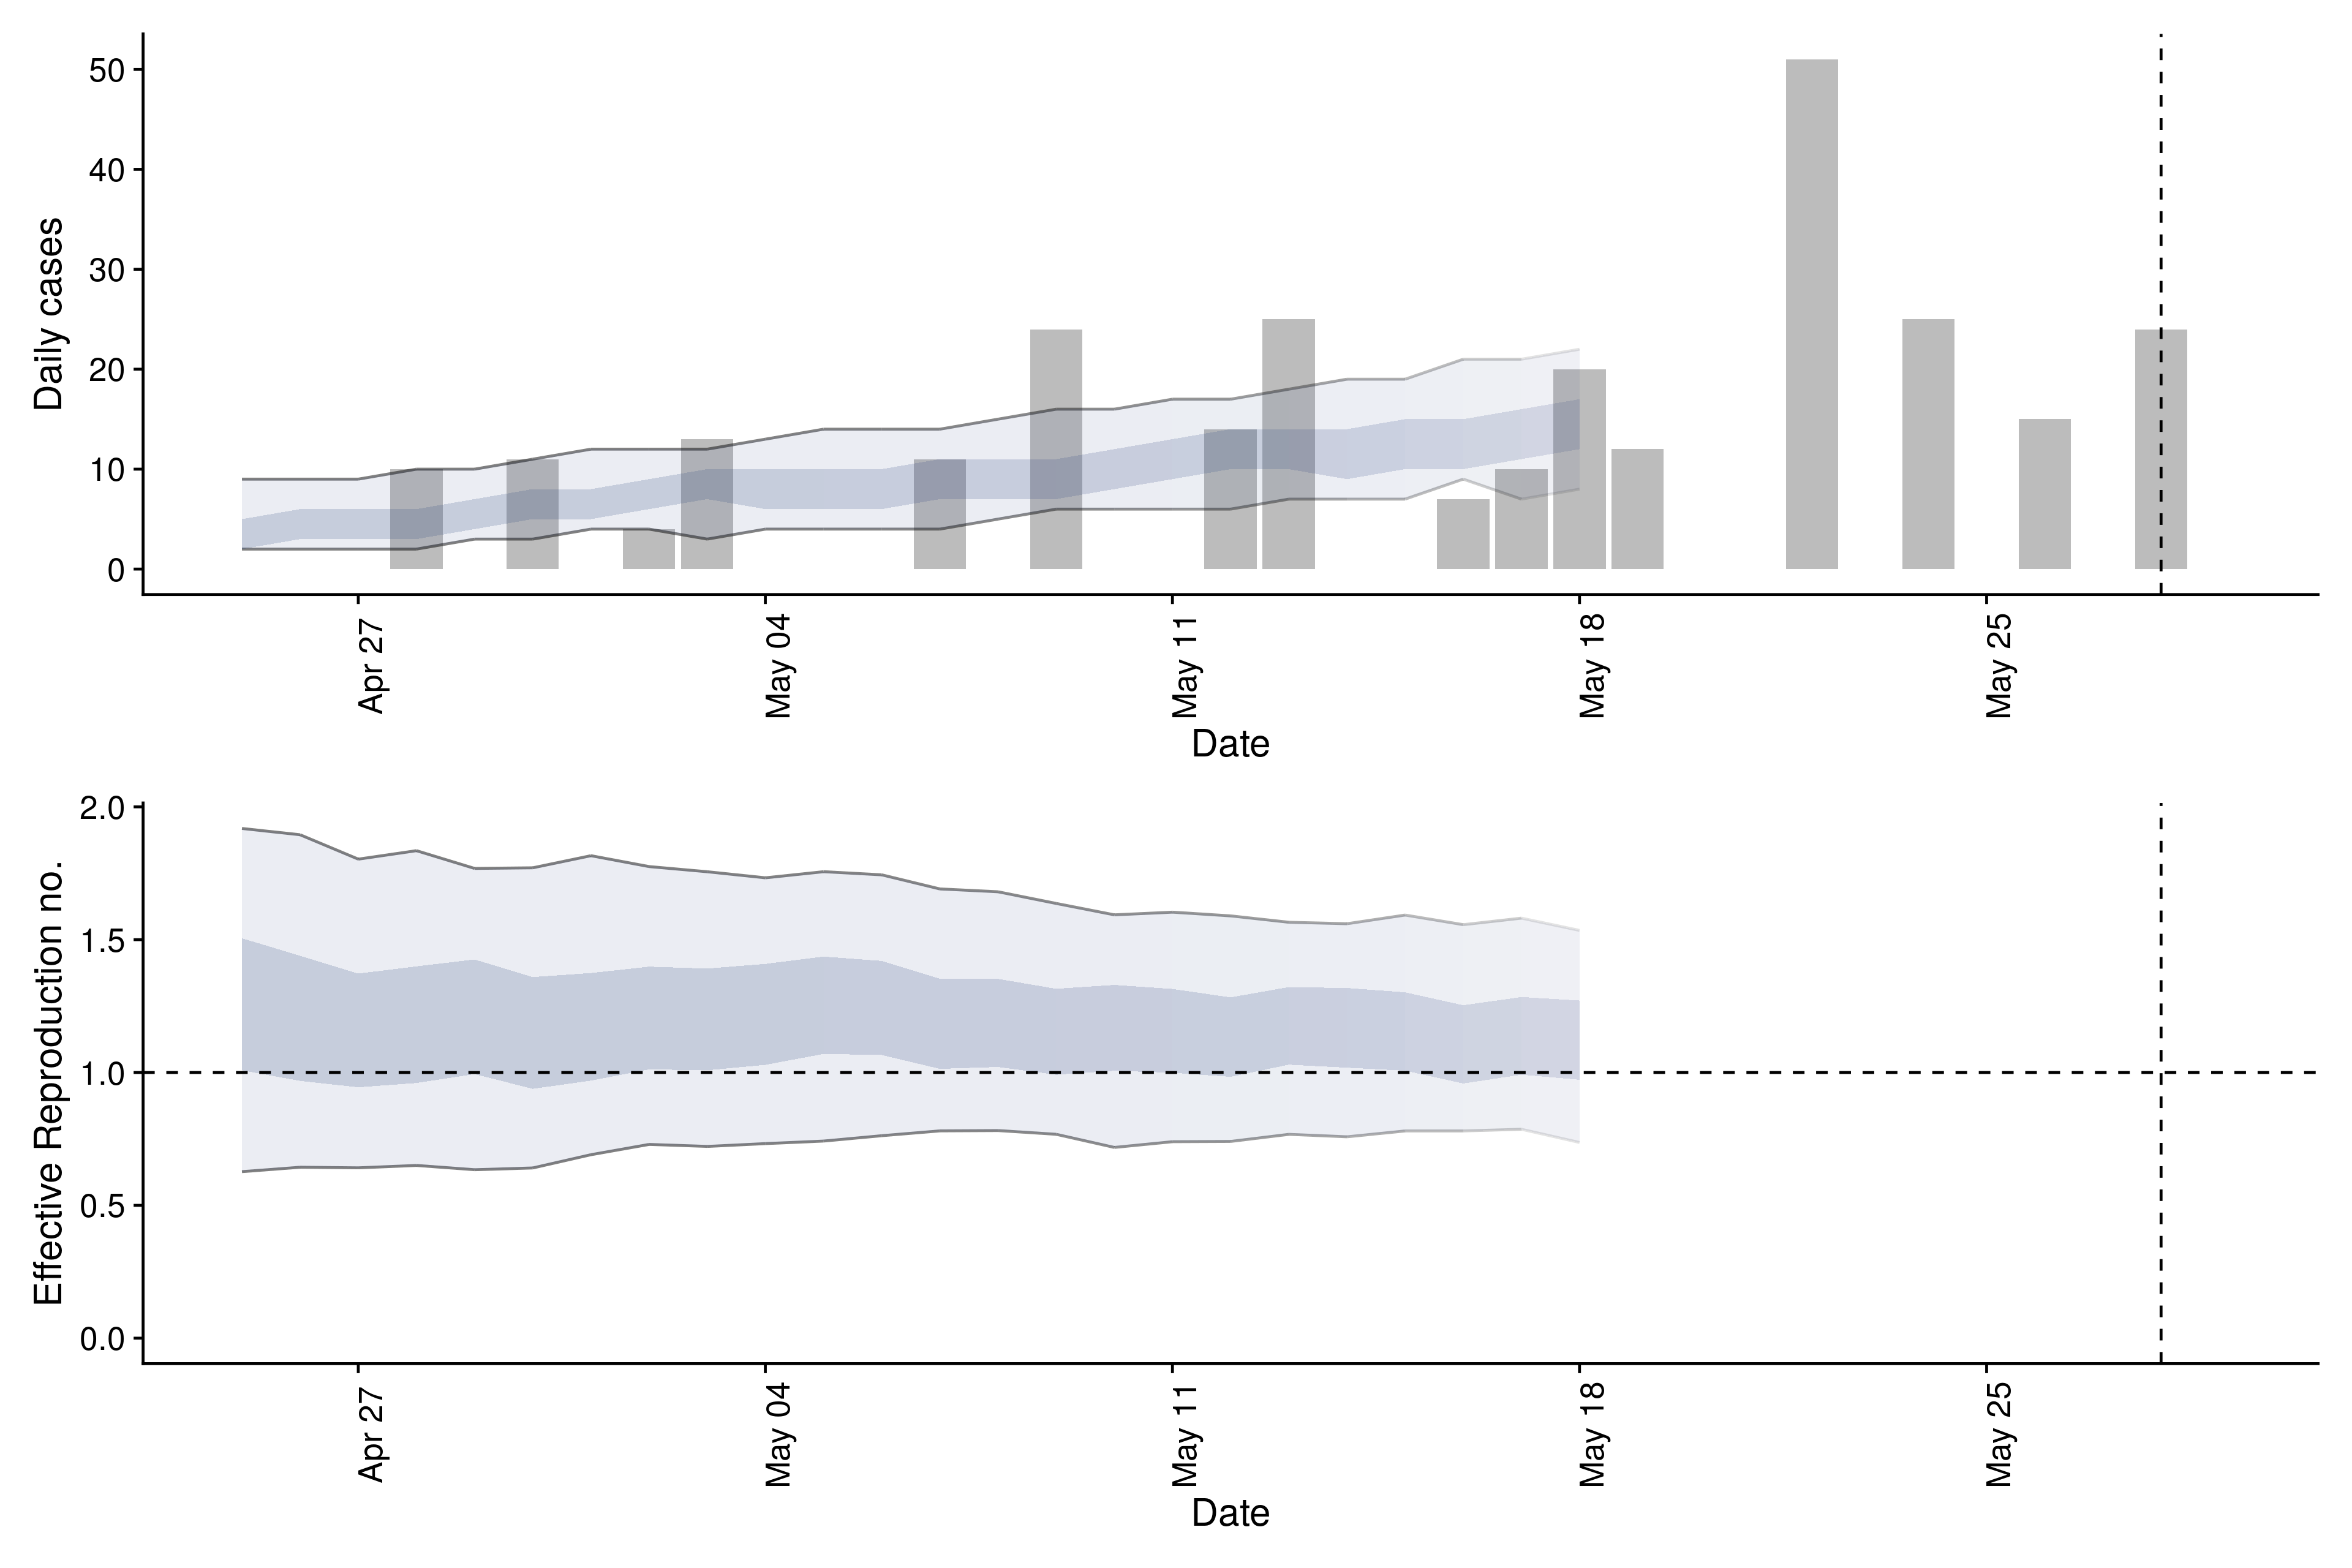 Daily cases
50
40
30
20
10
0
Apr 27
May 04
May 11
May 18
May 25
Date
Effective Reproduction no.
2.0
1.5
1.0
0.5
0.0
Apr 27
May 04
May 11
May 18
May 25
Date